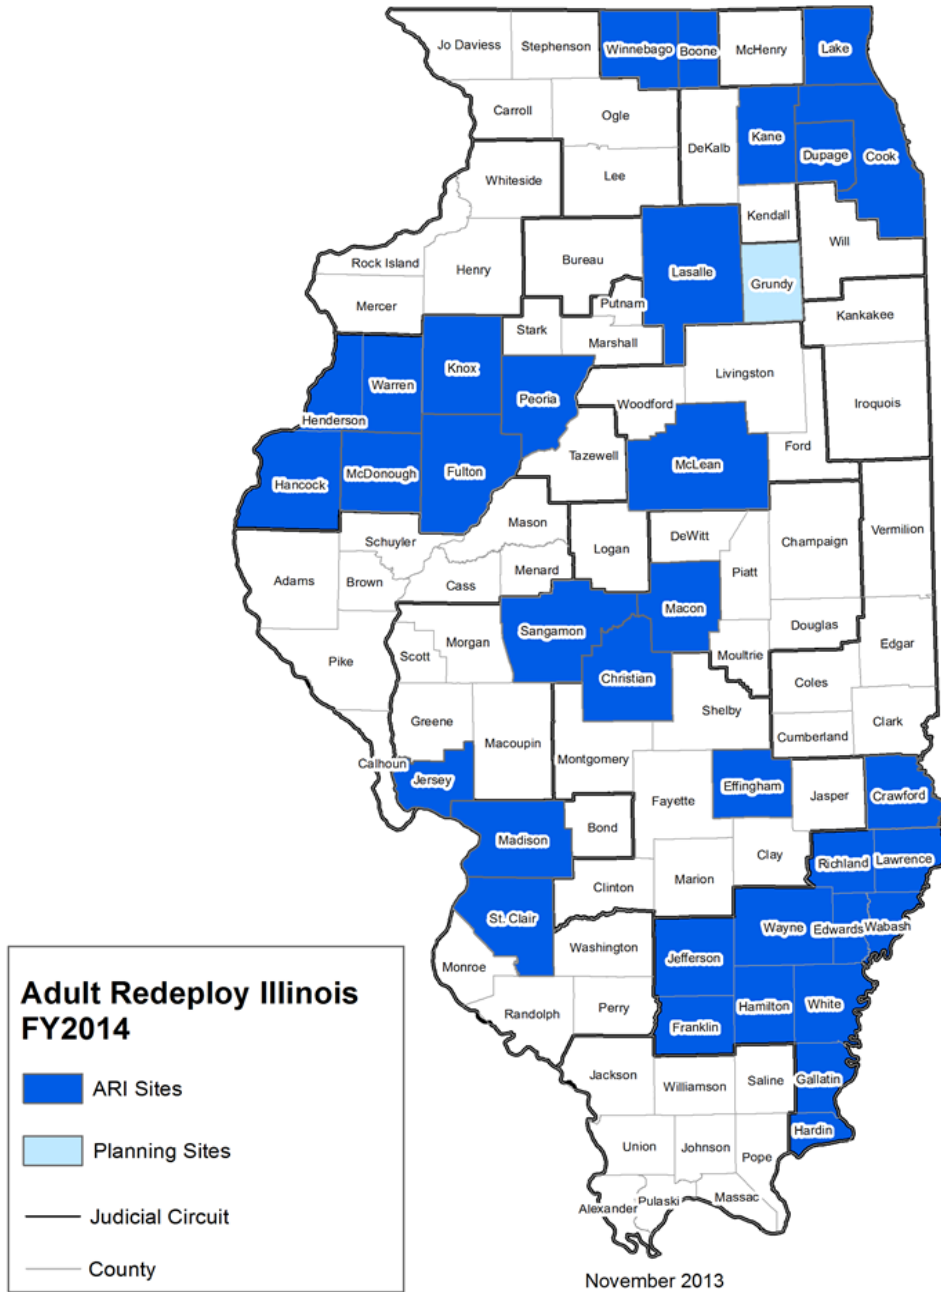 Jo Daviess
Stephenson
Winnebago
Boone
McHenry
Lake
Carroll
Ogle
DeKalb
Kane
Dupage
Cook
Whiteside
Lee
Kendall
Will
Rock Island
Henry
Bureau
Lasalle
Grundy
Mercer
Putnam
Kankakee
Stark
Marshall
Henderson
Warren
Knox
Peoria
Woodford
Livingston
Iroquois
Ford
Hancock
McDonough
Fulton
Tazewell
McLean
Schuyler
Mason
Logan
DeWitt
Champaign
Vermilion
Adams
Brown
Cass
Menard
Piatt
Macon
Sangamon
Douglas
Edgar
Pike
Scott
Morgan
Christian
Moultrie
Coles
Greene
Macoupin
Shelby
Cumberland
Clark
Calhoun
Jersey
Montgomery
Fayette
Effingham
Jasper
Crawford
Madison
Bond
Clay
Richland
Lawrence
St. Clair
Clinton
Marion
Wayne
Edwards
Wabash
Monroe
Washington
Jefferson
Randolph
Perry
Franklin
Hamilton
White
Jackson
Williamson
Saline
Gallatin
Hardin
Union
Johnson
Pope
Alexander
Pulaski
Massac
Adult Redeploy Illinois
FY2014
ARI Sites
Planning Sites
Judicial Circuit
County
November 2013